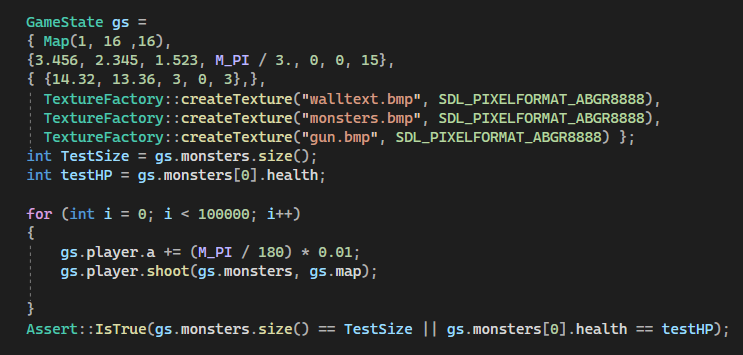 GameState gs =
{ Map(1, 16 ,16),
{3.456, 2.345, 1.523, M_PI / 3., 0, 0, 15},
{ {14.32, 13.36, 3, 0, 3},},
TextureFactory::createTexture("walltext.bmp", SDL_PIXELFORMAT_ABGR8888),
TextureFactory::createTexture("monsters.bmp", SDL_PIXELFORMAT_ABGR8888),
TextureFactory::createTexture("gun.bmp", SDL_PIXELFORMAT_ABGR8888) };
int TestSize = gs.monsters.size();
int testHP = gs.monsters[0].health;
for (int i = 0; i < 100000; i++)
{
gs.player.a += (M_PI / 180) * 0.01;
gs.player.shoot(gs.monsters, gs.map);
}
Assert::IsTrue(gs.monsters.size() == TestSize || gs.monsters[0].health == testHP);